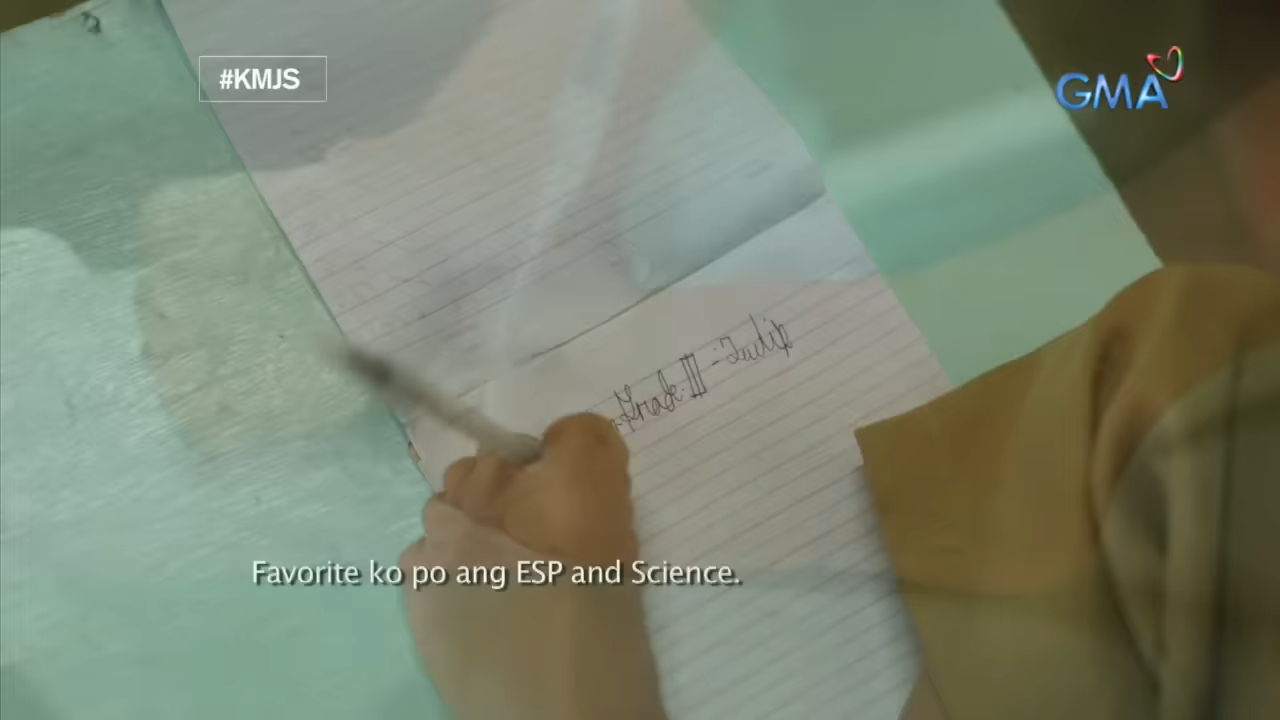 #KMJS
GMA
Grade III - Tulip
Favorite ko po ang ESP and Science.